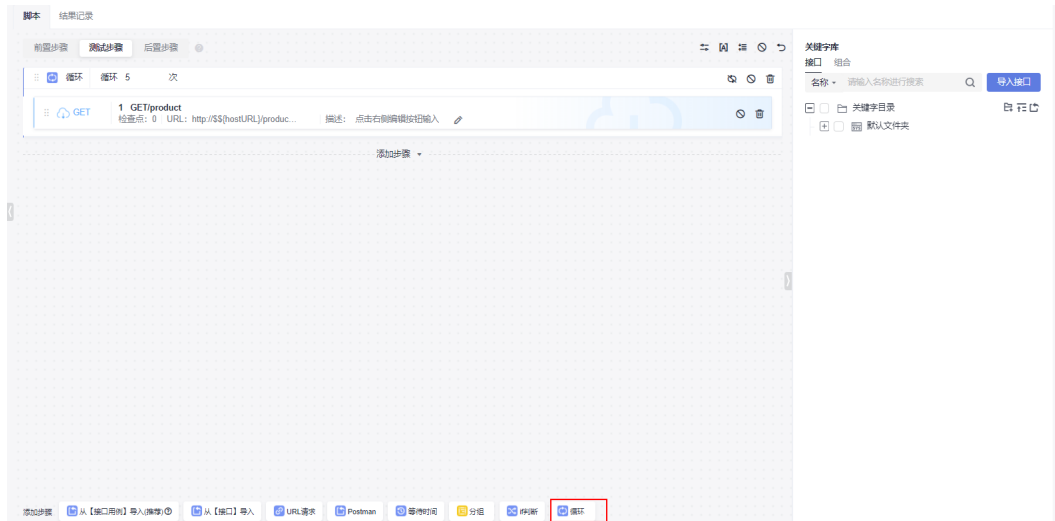 脚本 结果记录
前置步骤 测试步骤 后置步骤
循环 循环 5 次
GET 1 GET/product
检查点：0 URL：http://$${hostURL}/produc... 描述： 点击右侧编辑按钮输入
添加步骤
关键字库
接口 组合
名称 请输入名称进行搜索 导入接口
关键字目录
默认文件夹
添加步骤 从【接口用例】导入(推荐) 从【接口】导入 URL请求 Postman 等待时间 分组 if判断 循环